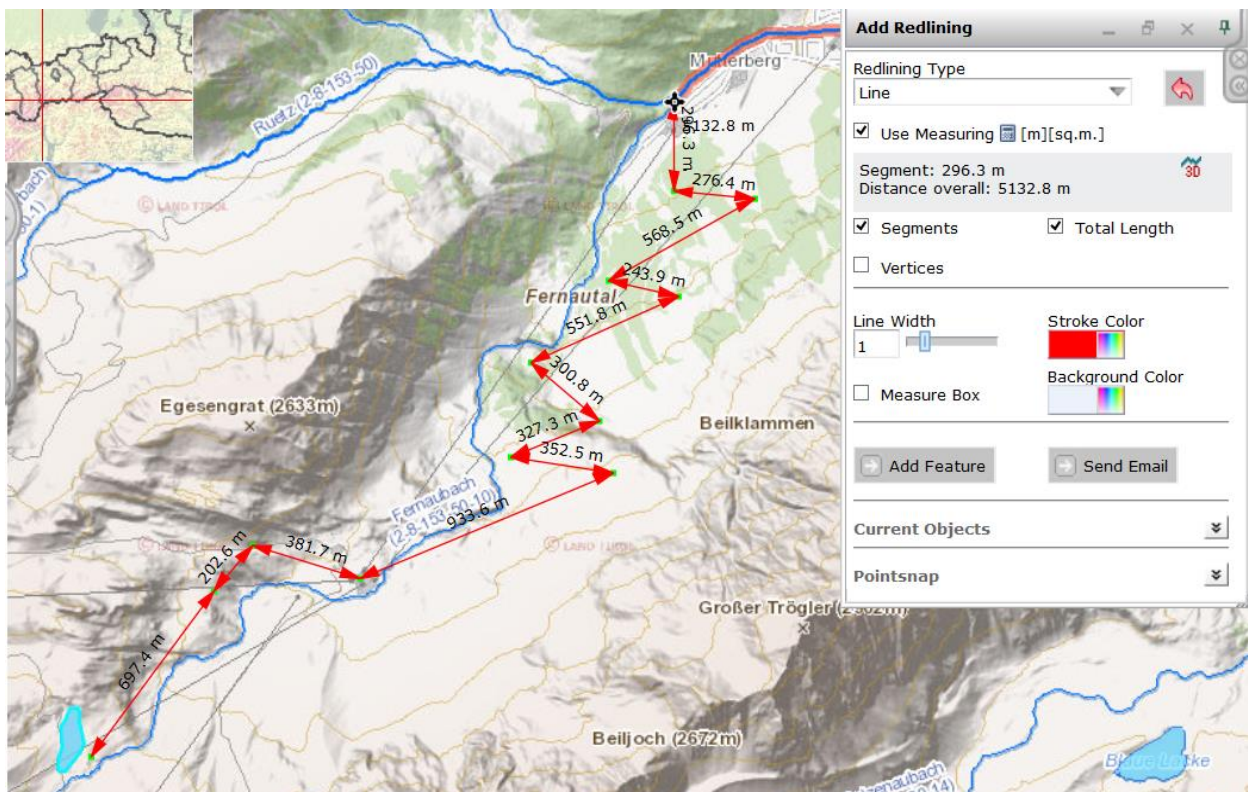 Mutterberg
Ruetz (2-8-153-50)
5132.8 m
296.3 m
276.4 m
© LAND TIROL
568.5 m
243.9 m
Fernautal
551.8 m
300.8 m
Egesengrat (2633m)
Beilklammen
327.3 m
352.5 m
Fernaubach
(2-8-153-50-10)
933.6 m
© LAND TIROL
381.7 m
© LAND TIROL
202.6 m
Großer Trögler
697.4 m
Beiljoch (2672m)
Blaue Lacke
Add Redlining
Redlining Type
Line
Use Measuring [m][sq.m.]
Segment: 296.3 m
Distance overall: 5132.8 m
3D
Segments
Total Length
Vertices
Line Width
Stroke Color
1
Background Color
Measure Box
Add Feature
Send Email
Current Objects
Pointsnap